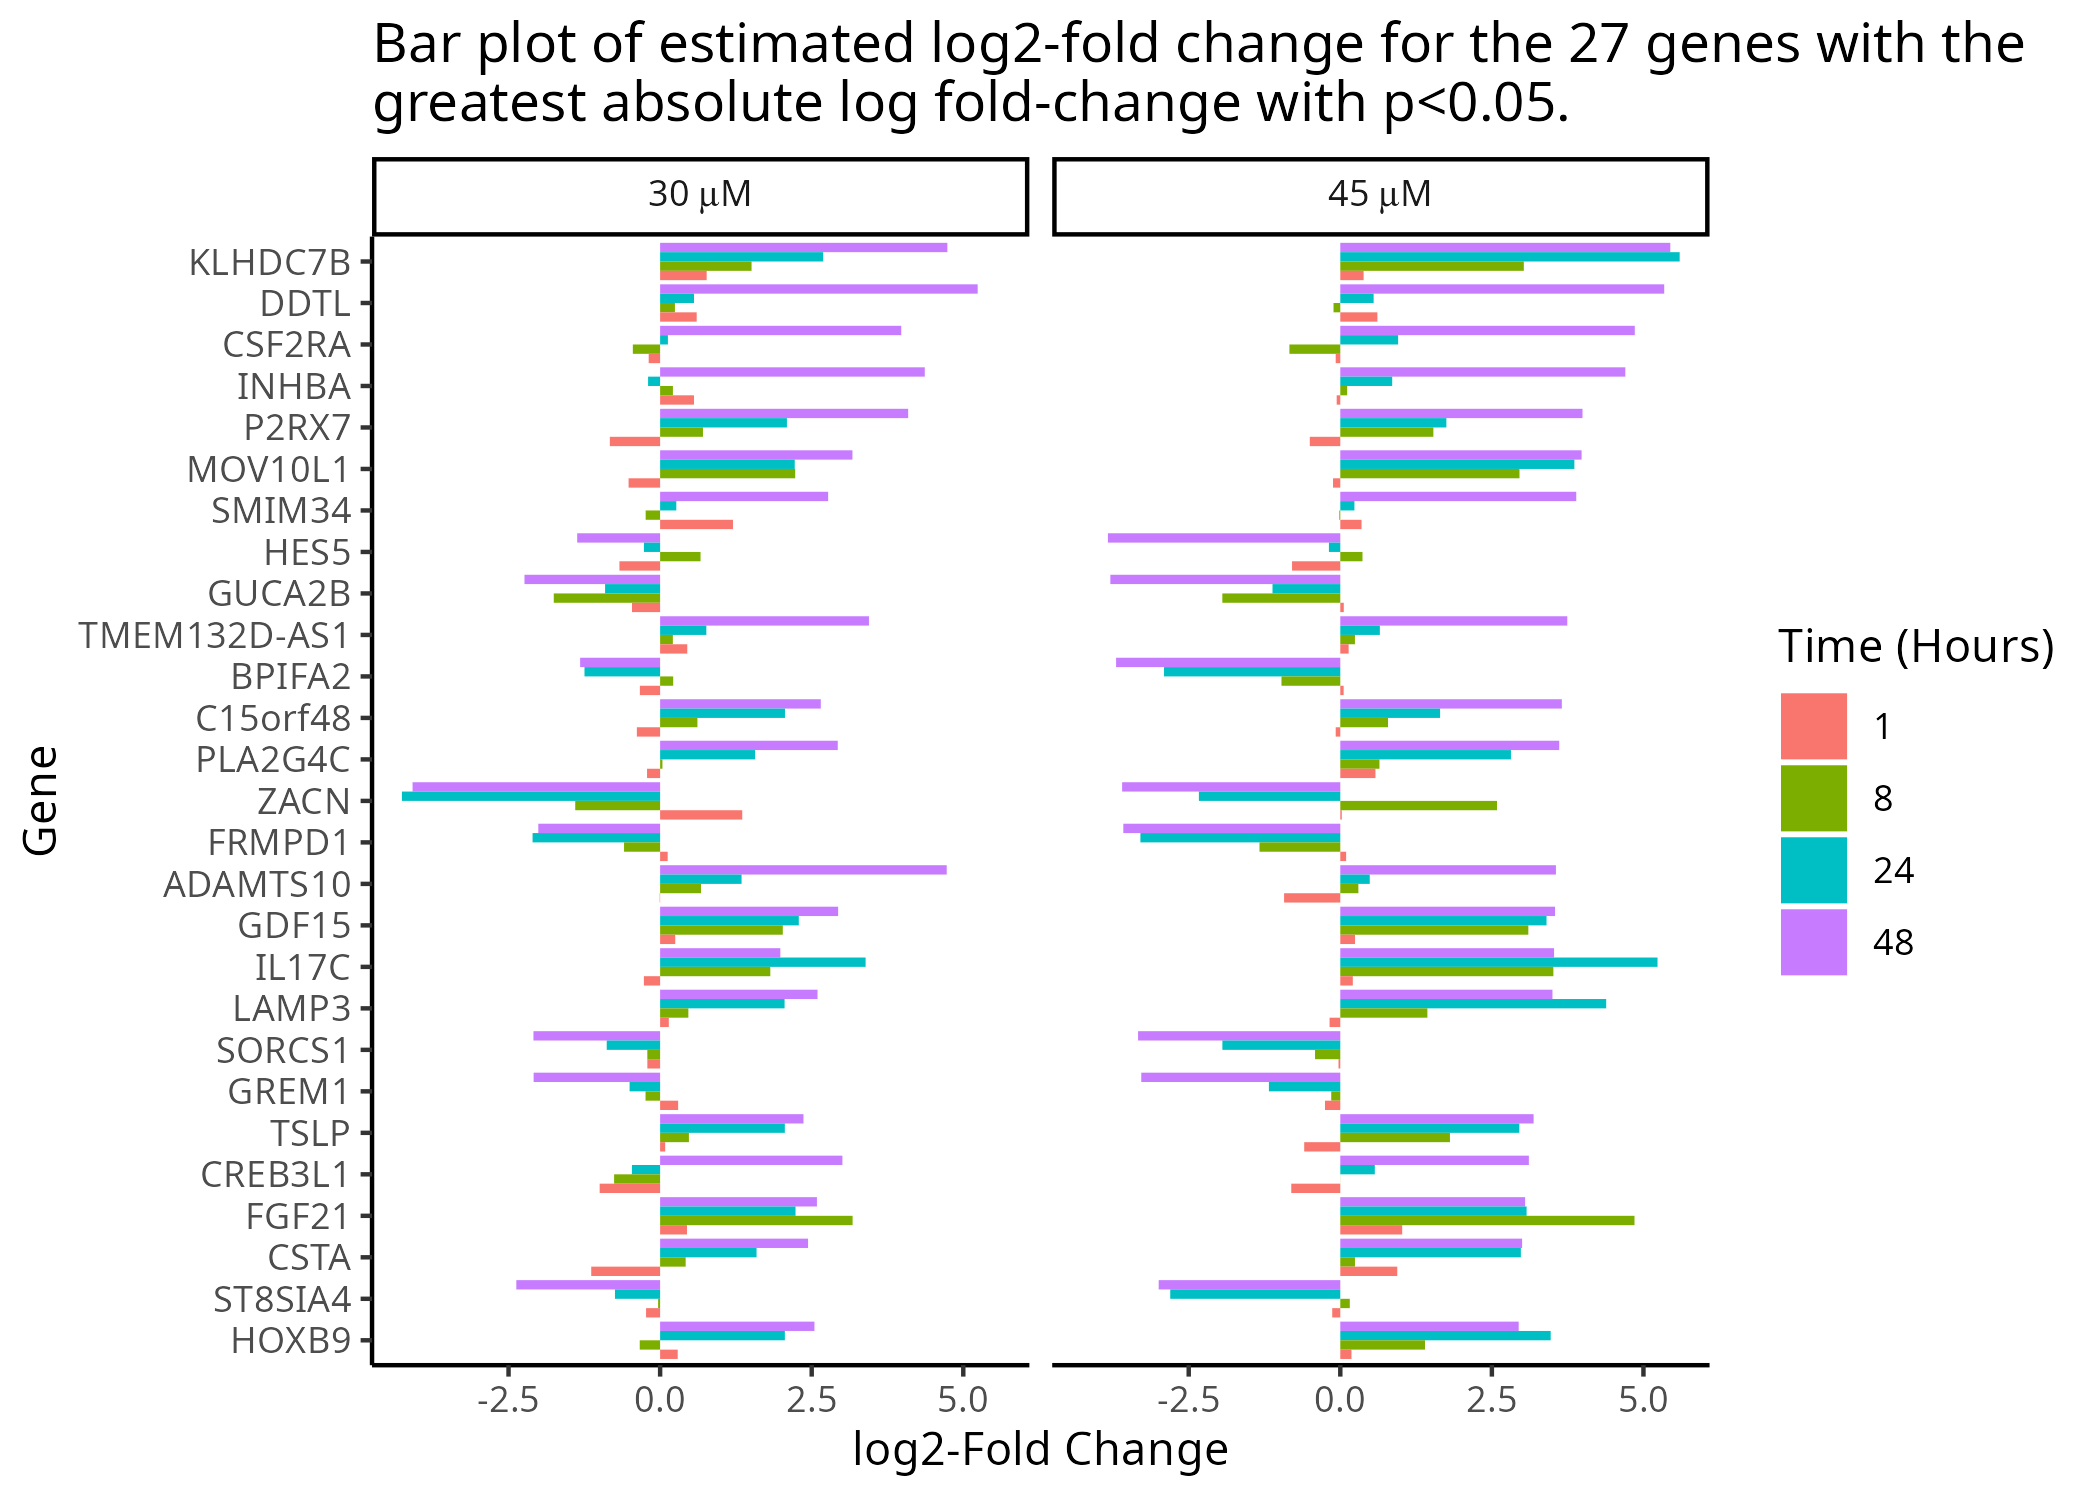 Bar plot of estimated log2-fold change for the 27 genes with the
greatest absolute log fold-change with p<0.05.
30 μM
45 μM
Gene
KLHDC7B
DDTL
CSF2RA
INHBA
P2RX7
MOV10L1
SMIM34
HES5
GUCA2B
TMEM132D-AS1
BPIFA2
C15orf48
PLA2G4C
ZACN
FRMPD1
ADAMTS10
GDF15
IL17C
LAMP3
SORCS1
GREM1
TSLP
CREB3L1
FGF21
CSTA
ST8SIA4
HOXB9
-2.5 0.0 2.5 5.0
-2.5 0.0 2.5 5.0
log2-Fold Change
Time (Hours)
1
8
24
48